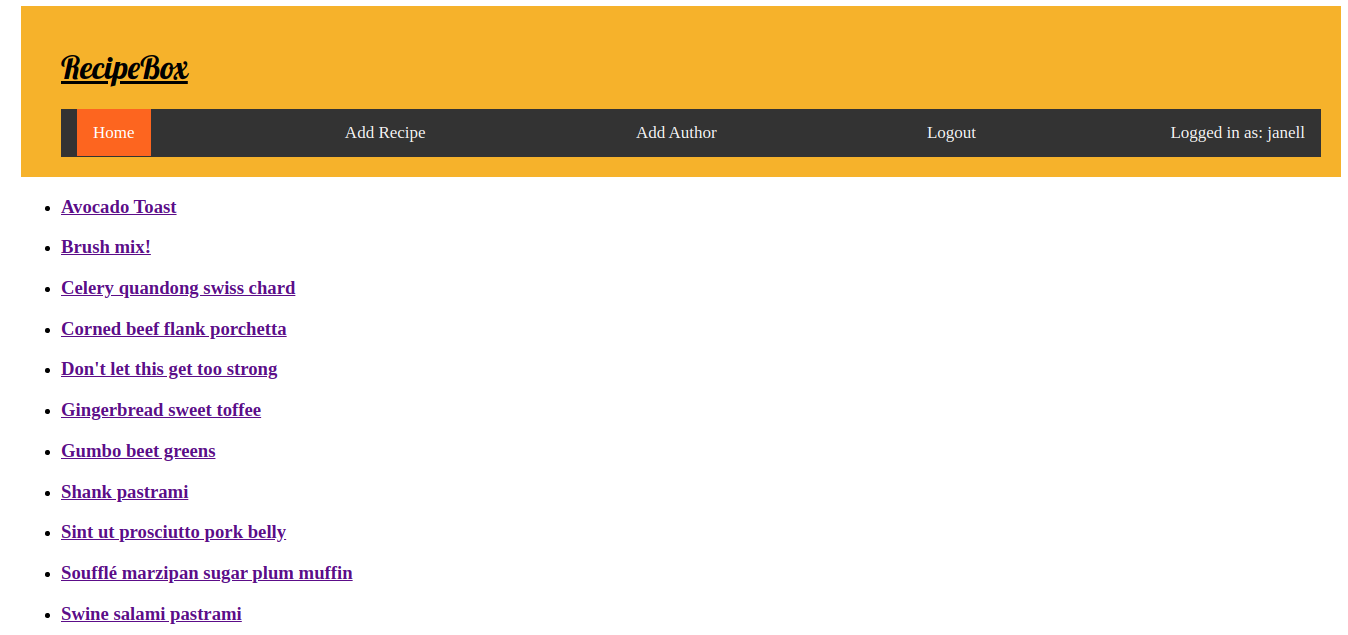 RecipeBox
Home Add Recipe Add Author Logout Logged in as: janell
Avocado Toast
Brush mix!
Celery quandong swiss chard
Corned beef flank porchetta
Don't let this get too strong
Gingerbread sweet toffee
Gumbo beet greens
Shank pastrami
Sint ut prosciutto pork belly
Soufflé marzipan sugar plum muffin
Swine salami pastrami